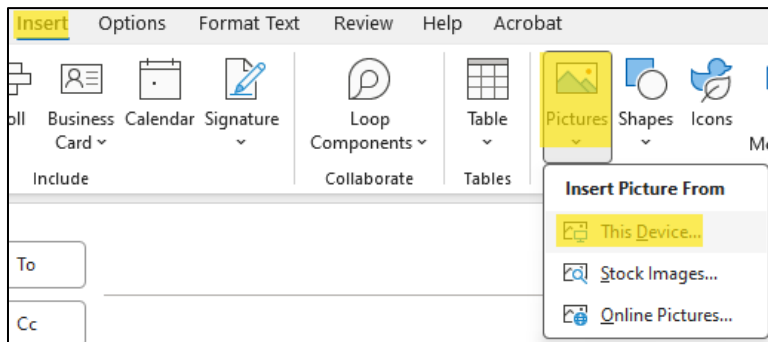 Insert Options Format Text Review Help Acrobat
Business Calendar Signature Loop Table Pictures Shapes Icons
Card Components
Include Collaborate Tables
Insert Picture From
This Device...
To
Stock Images...
Cc
Online Pictures...